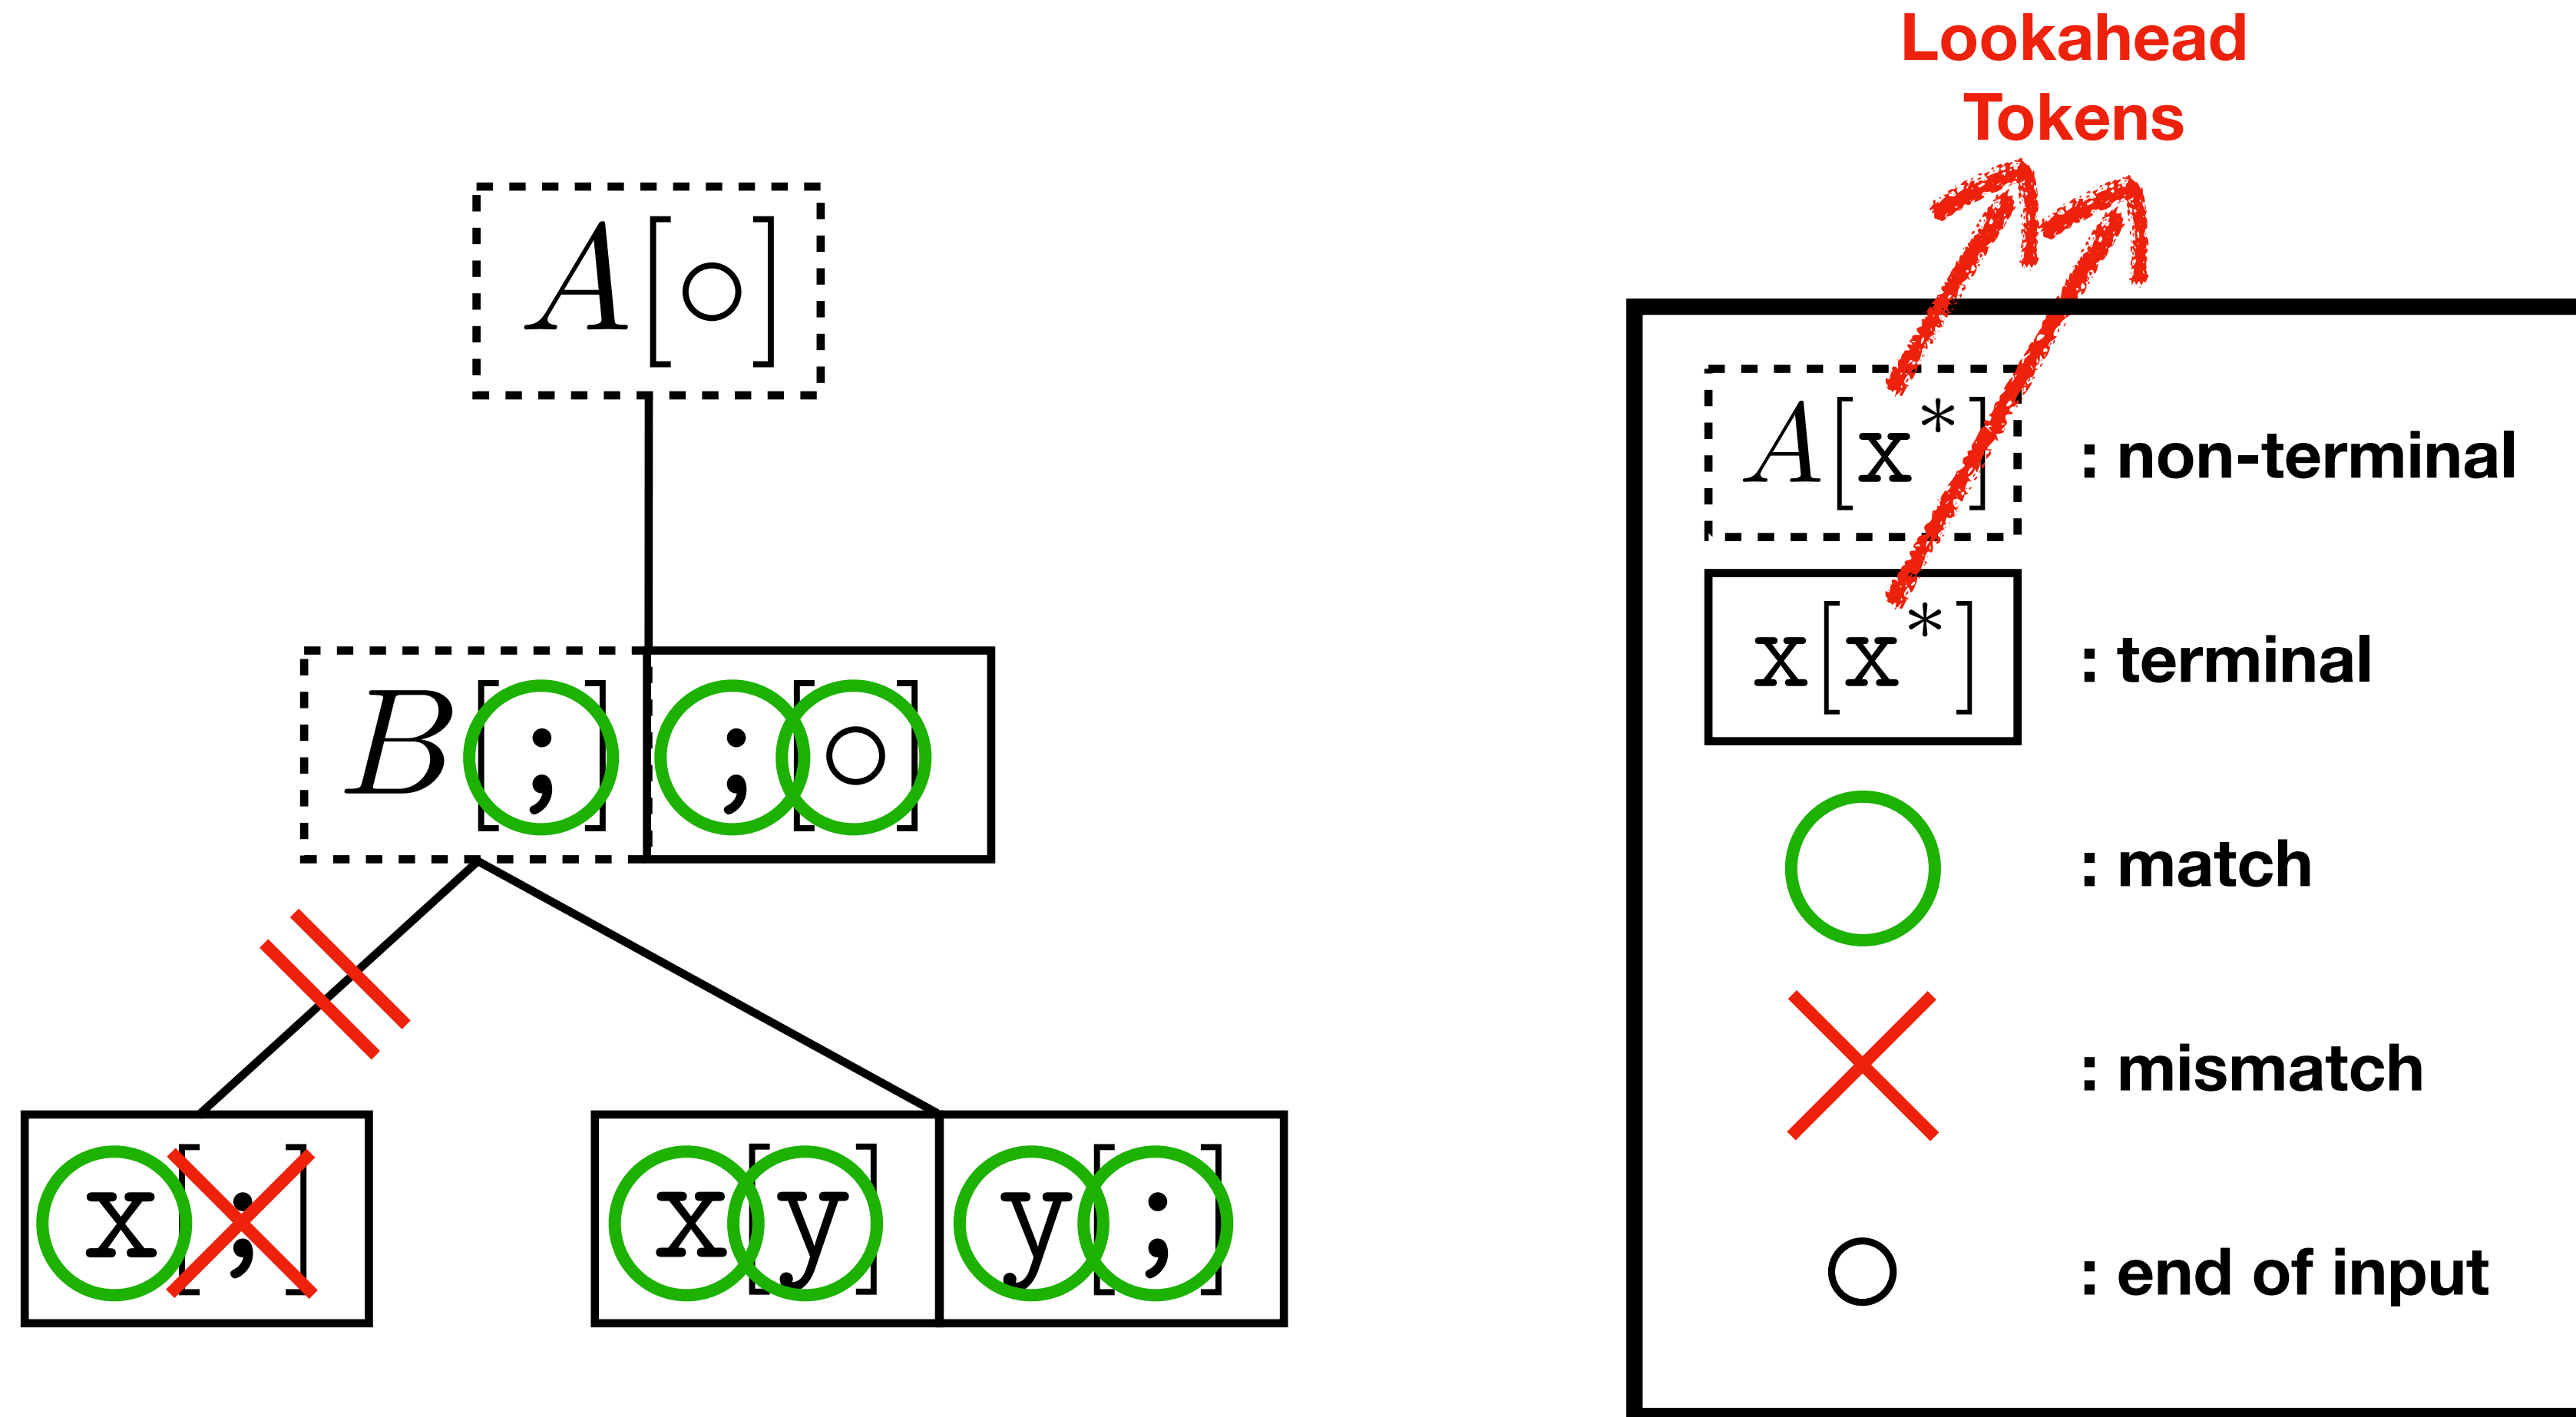 Lookahead
Tokens
A[○]
B[;] ;[○]
x[;] x[y] y[;]
A[x*] : non-terminal
x[x*] : terminal
: match
: mismatch
: end of input